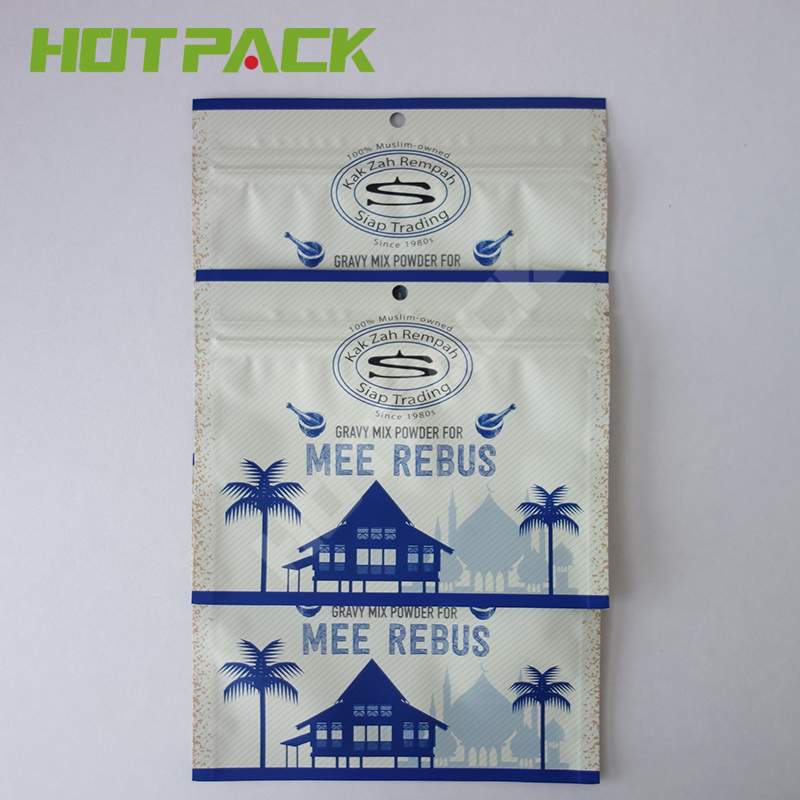 HOTPACK
100% Muslim-owned
Kak Zah Rempah
S
Siap Trading
Since 1980s
GRAVY MIX POWDER FOR
100% Muslim-owned
Kak Zah Rempah
S
Siap Trading
Since 1980s
GRAVY MIX POWDER FOR
MEE REBUS
GRAVY MIX POWDER FOR
MEE REBUS